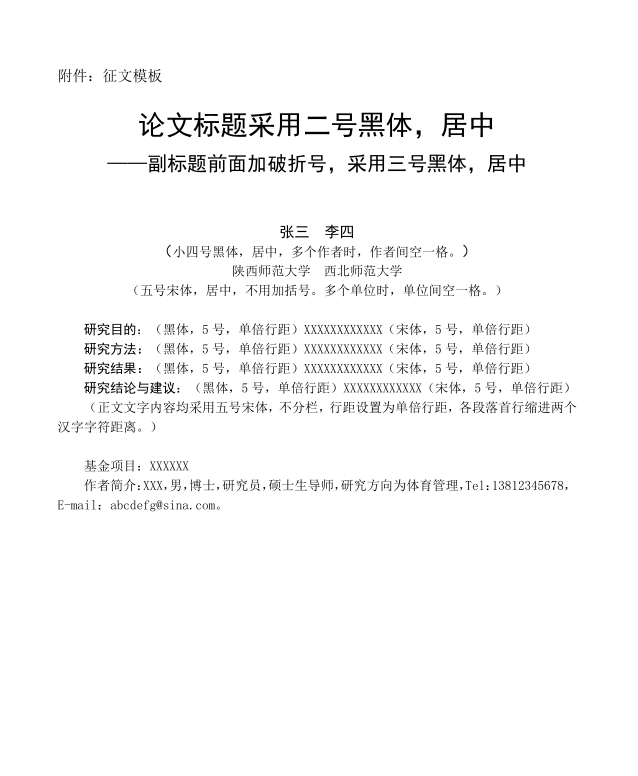 附件：征文模板
论文标题采用二号黑体，居中
——副标题前面加破折号，采用三号黑体，居中
张三　李四
（小四号黑体，居中，多个作者时，作者间空一格。）
陕西师范大学　西北师范大学
（五号宋体，居中，不用加括号。多个单位时，单位间空一格。）
研究目的：（黑体，5 号，单倍行距）XXXXXXXXXXXX（宋体，5 号，单倍行距）
研究方法：（黑体，5 号，单倍行距）XXXXXXXXXXXX（宋体，5 号，单倍行距）
研究结果：（黑体，5 号，单倍行距）XXXXXXXXXXXX（宋体，5 号，单倍行距）
研究结论与建议：（黑体，5 号，单倍行距）XXXXXXXXXXXX（宋体，5 号，单倍行距）
（正文文字内容均采用五号宋体，不分栏，行距设置为单倍行距，各段落首行缩进两个
汉字字符距离。）
基金项目：XXXXXX
作者简介:XXX,男,博士,研究员,硕士生导师,研究方向为体育管理,Tel:13812345678,
E-mail：abcdefg@sina.com。